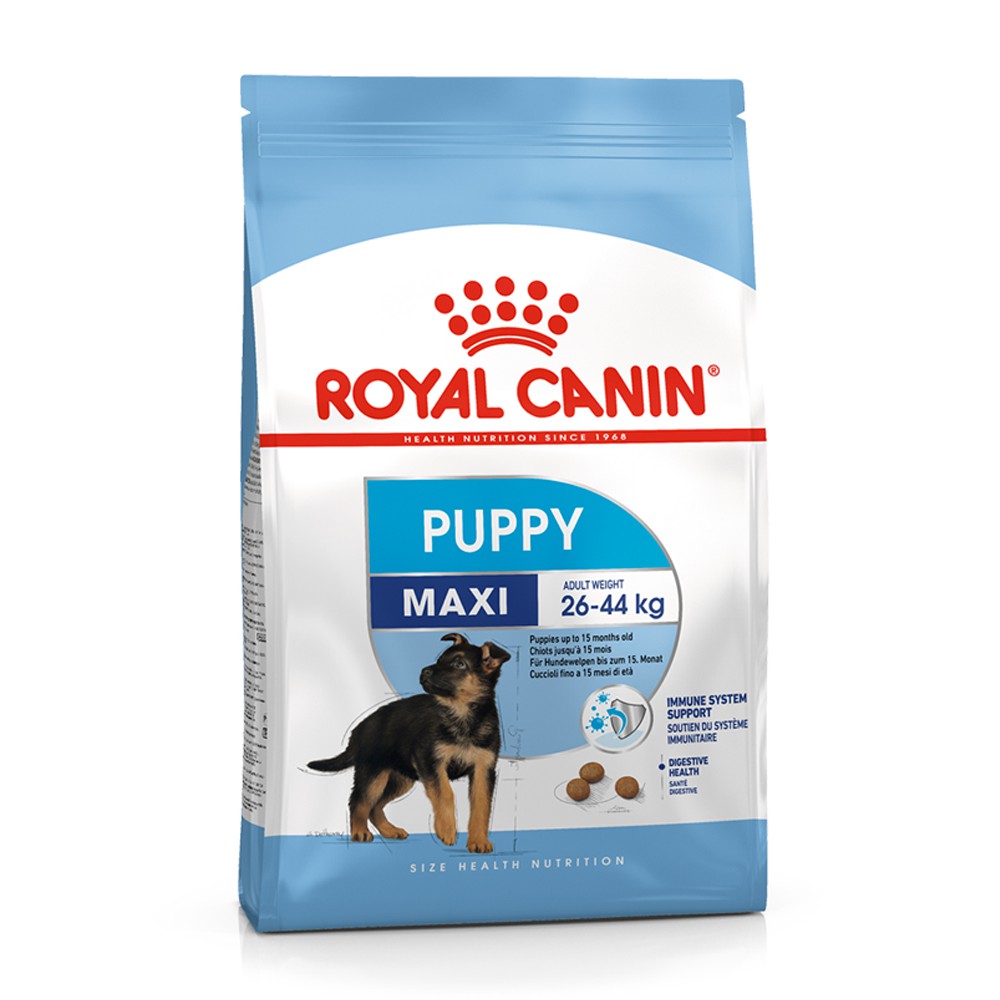 ROYAL CANIN®
HEALTH NUTRITION SINCE 1968
PUPPY
MAXI
ADULT WEIGHT
26-44 kg
Puppies up to 15 months old
Chiots jusqu'à 15 mois
Für Hundewelpen bis zum 15. Monat
Cuccioli fino a 15 mesi di età
IMMUNE SYSTEM
SUPPORT
SOUTIEN DU SYSTÈME
IMMUNITAIRE
DIGESTIVE
HEALTH
SANTÉ
DIGESTIVE
SIZE HEALTH NUTRITION